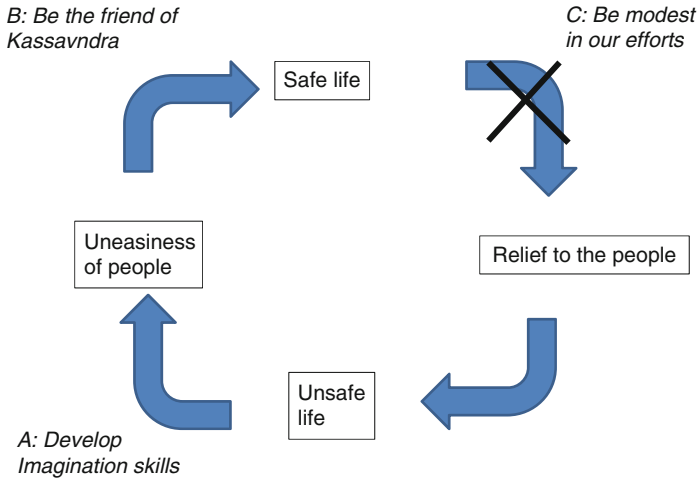 B: Be the friend of
Kassavndra
C: Be modest
in our efforts
Safe life
Uneasiness
of people
Relief to the people
Unsafe
life
A: Develop
Imagination skills